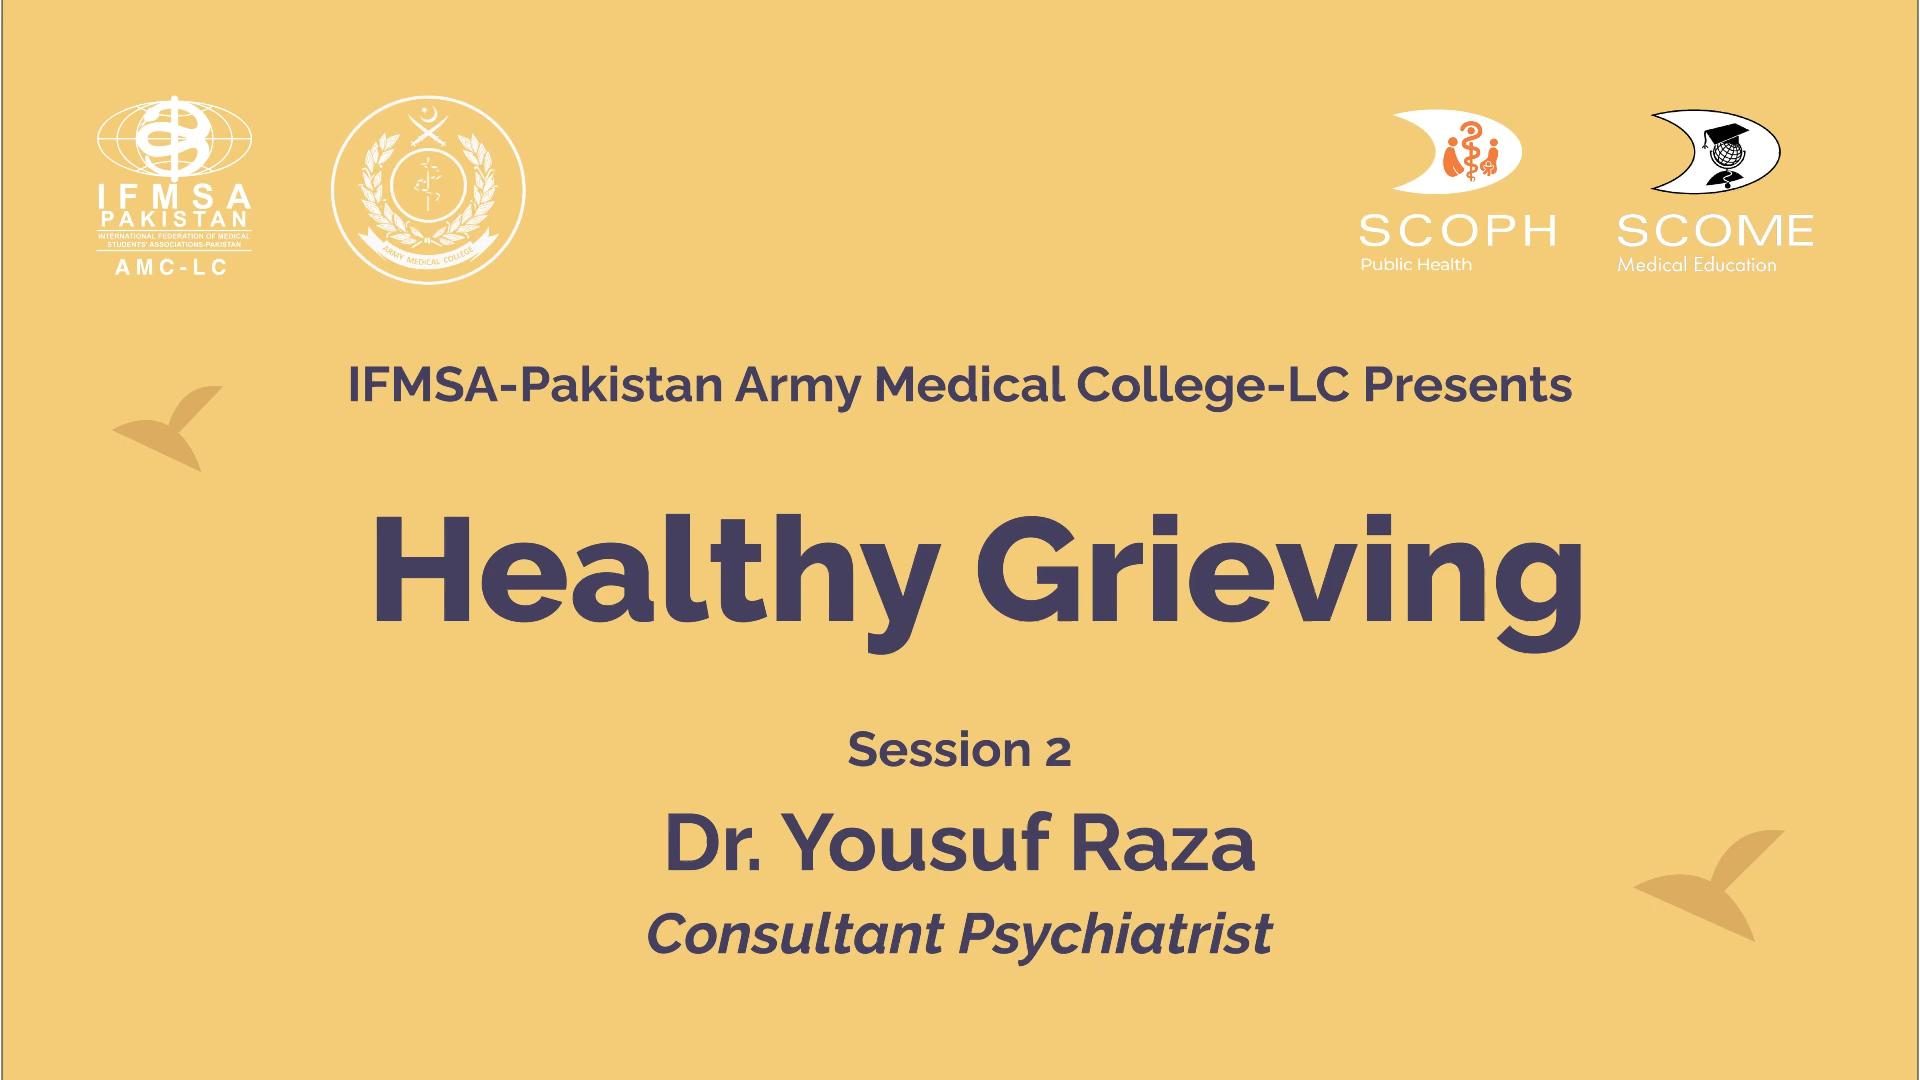 IFMSA
PAKISTAN
INTERNATIONAL FEDERATION OF MEDICAL
STUDENTS' ASSOCIATIONS-PAKISTAN
AMC-LC
ARMY MEDICAL COLLEGE
SCOPH
Public Health
SCOME
Medical Education
IFMSA-Pakistan Army Medical College-LC Presents
Healthy Grieving
Session 2
Dr. Yousuf Raza
Consultant Psychiatrist